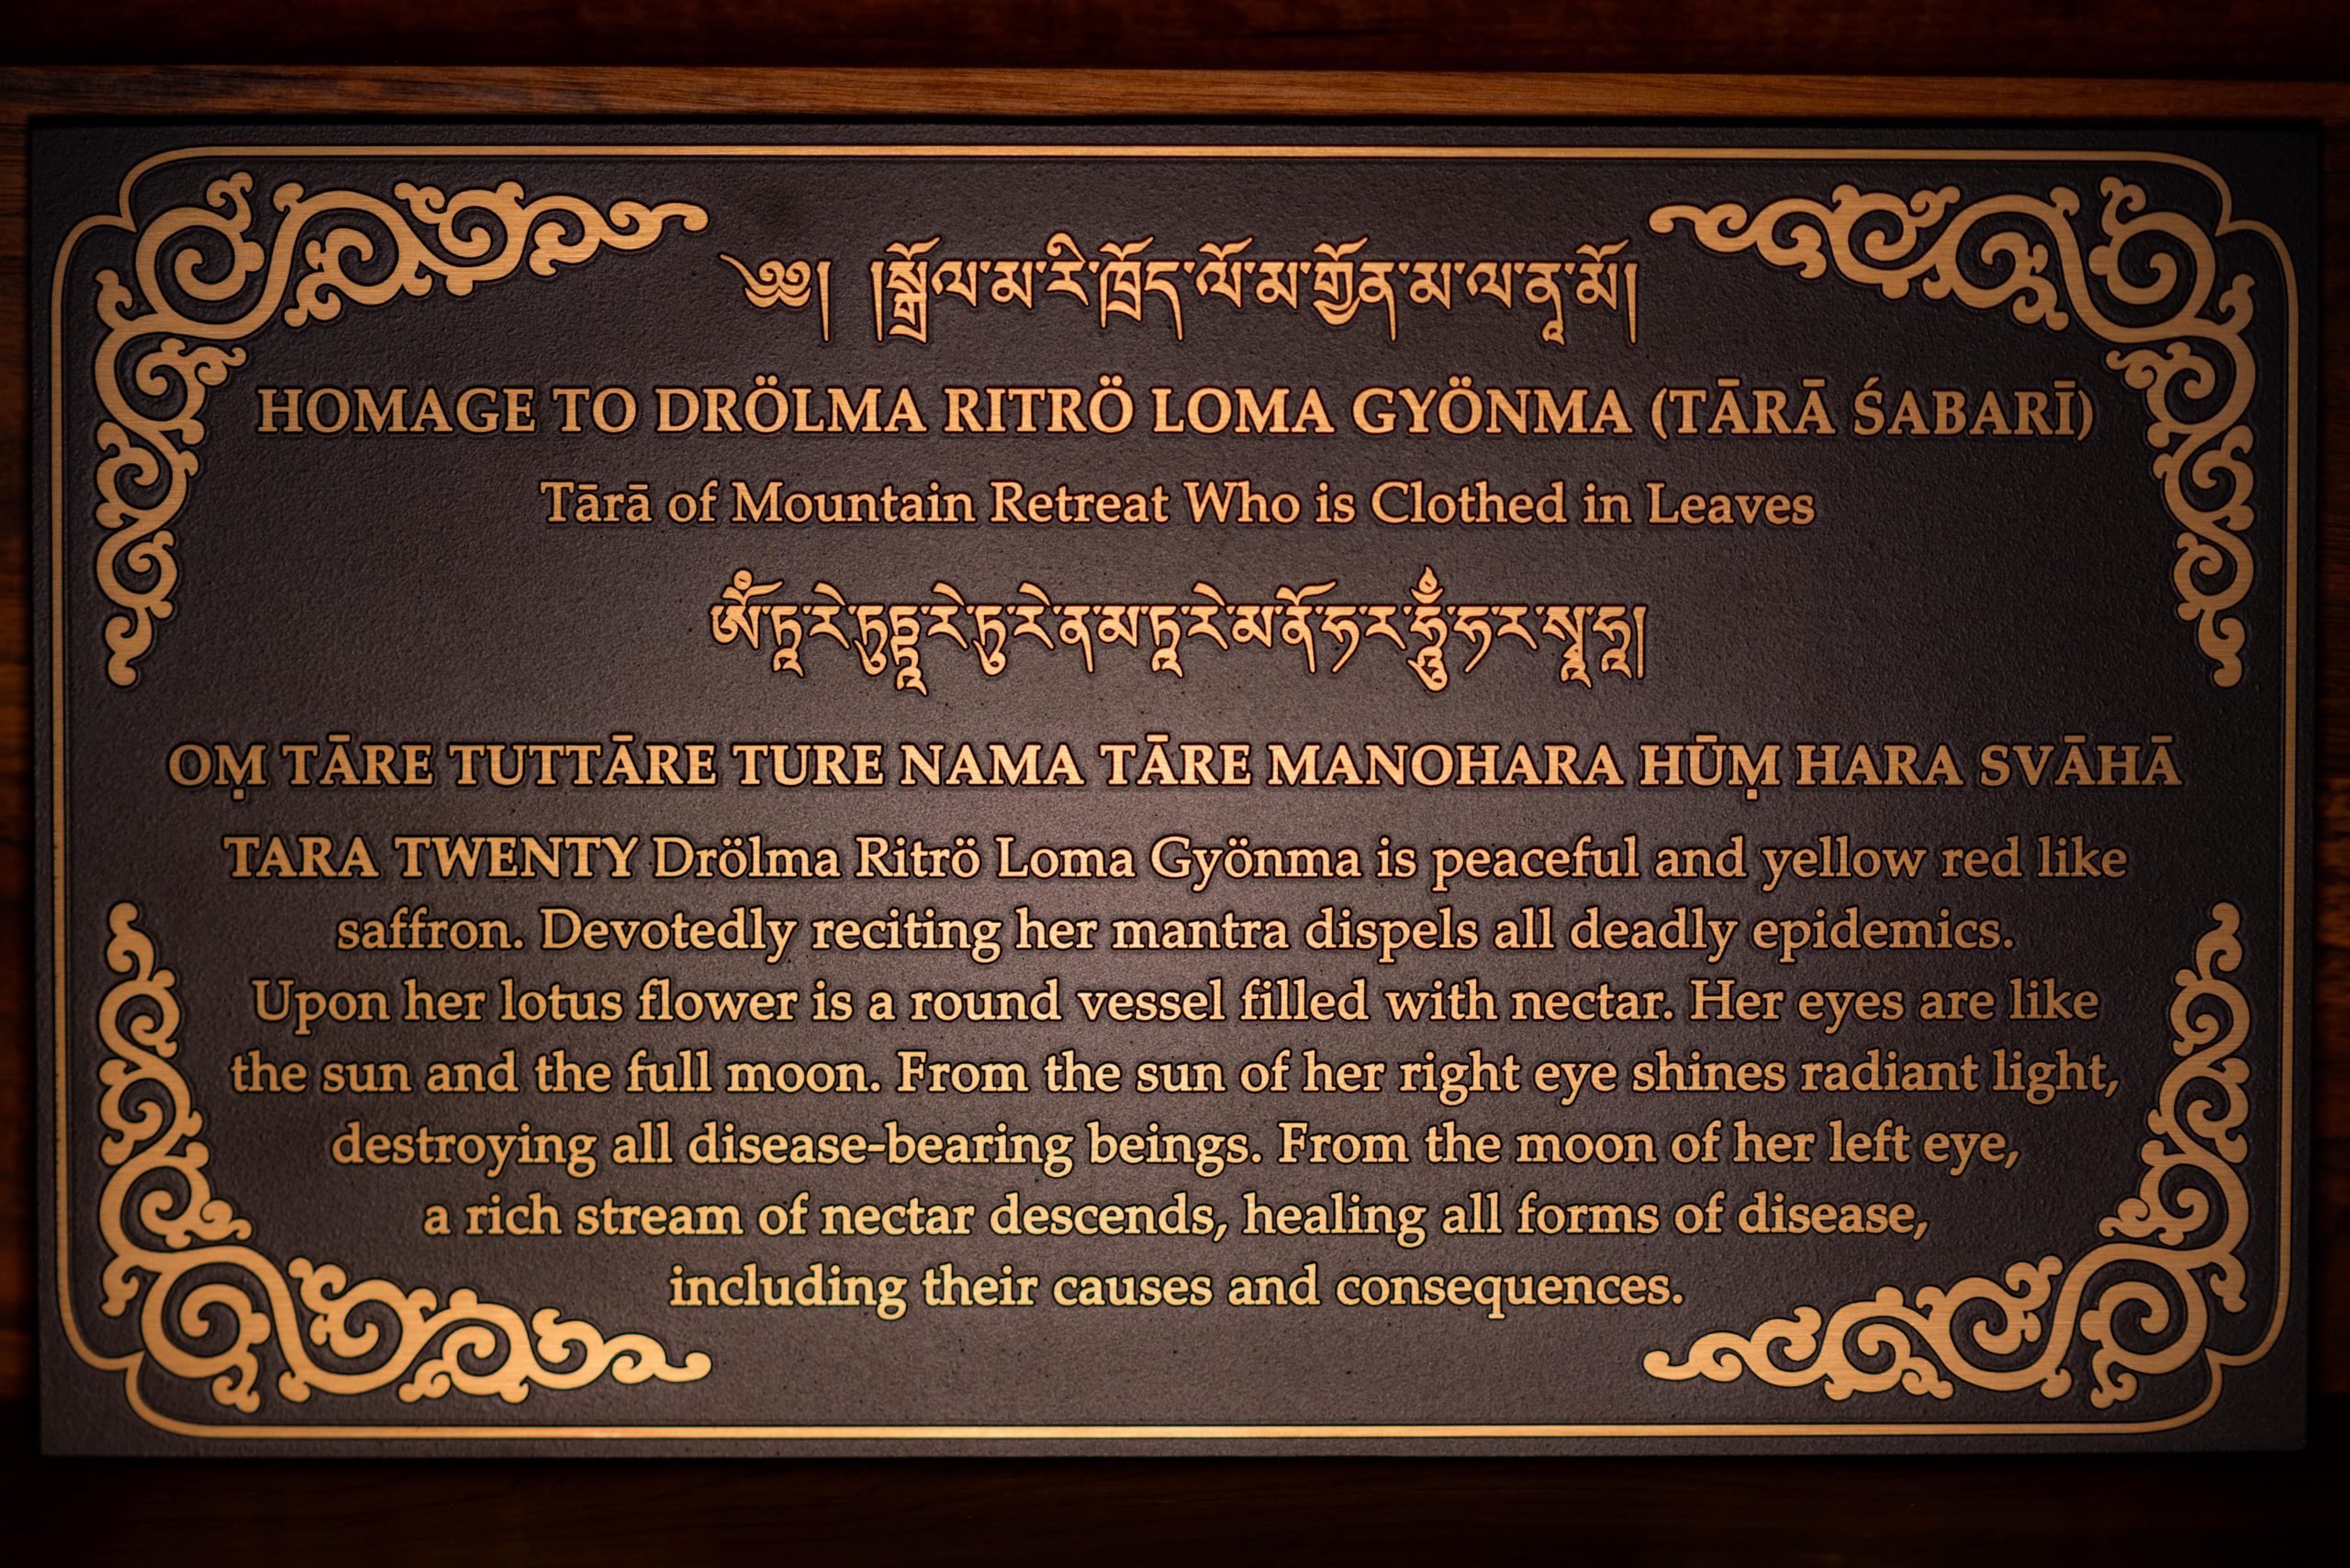 ༄༅། །སྒྲོལ་མ་རི་ཁྲོད་ལོ་མ་གྱོན་མ་ལ་ན་མོ།
HOMAGE TO DRÖLMA RITRÖ LOMA GYÖNMA (TĀRĀ ŚABARĪ)
Tārā of Mountain Retreat Who is Clothed in Leaves
ཨོཾ་ཏཱ་རེ་ཏུཏྟཱ་རེ་ཏུ་རེ་ན་མ་ཏཱ་རེ་མ་ནོ་ཧ་ར་ཧཱུྃ་ཧ་ར་སྭཱ་ཧཱ།
OṂ TĀRE TUTTĀRE TURE NAMA TĀRE MANOHARA HŪṂ HARA SVĀHĀ
TARA TWENTY Drölma Ritrö Loma Gyönma is peaceful and yellow red like
saffron. Devotedly reciting her mantra dispels all deadly epidemics.
Upon her lotus flower is a round vessel filled with nectar. Her eyes are like
the sun and the full moon. From the sun of her right eye shines radiant light,
destroying all disease-bearing beings. From the moon of her left eye,
a rich stream of nectar descends, healing all forms of disease,
including their causes and consequences.